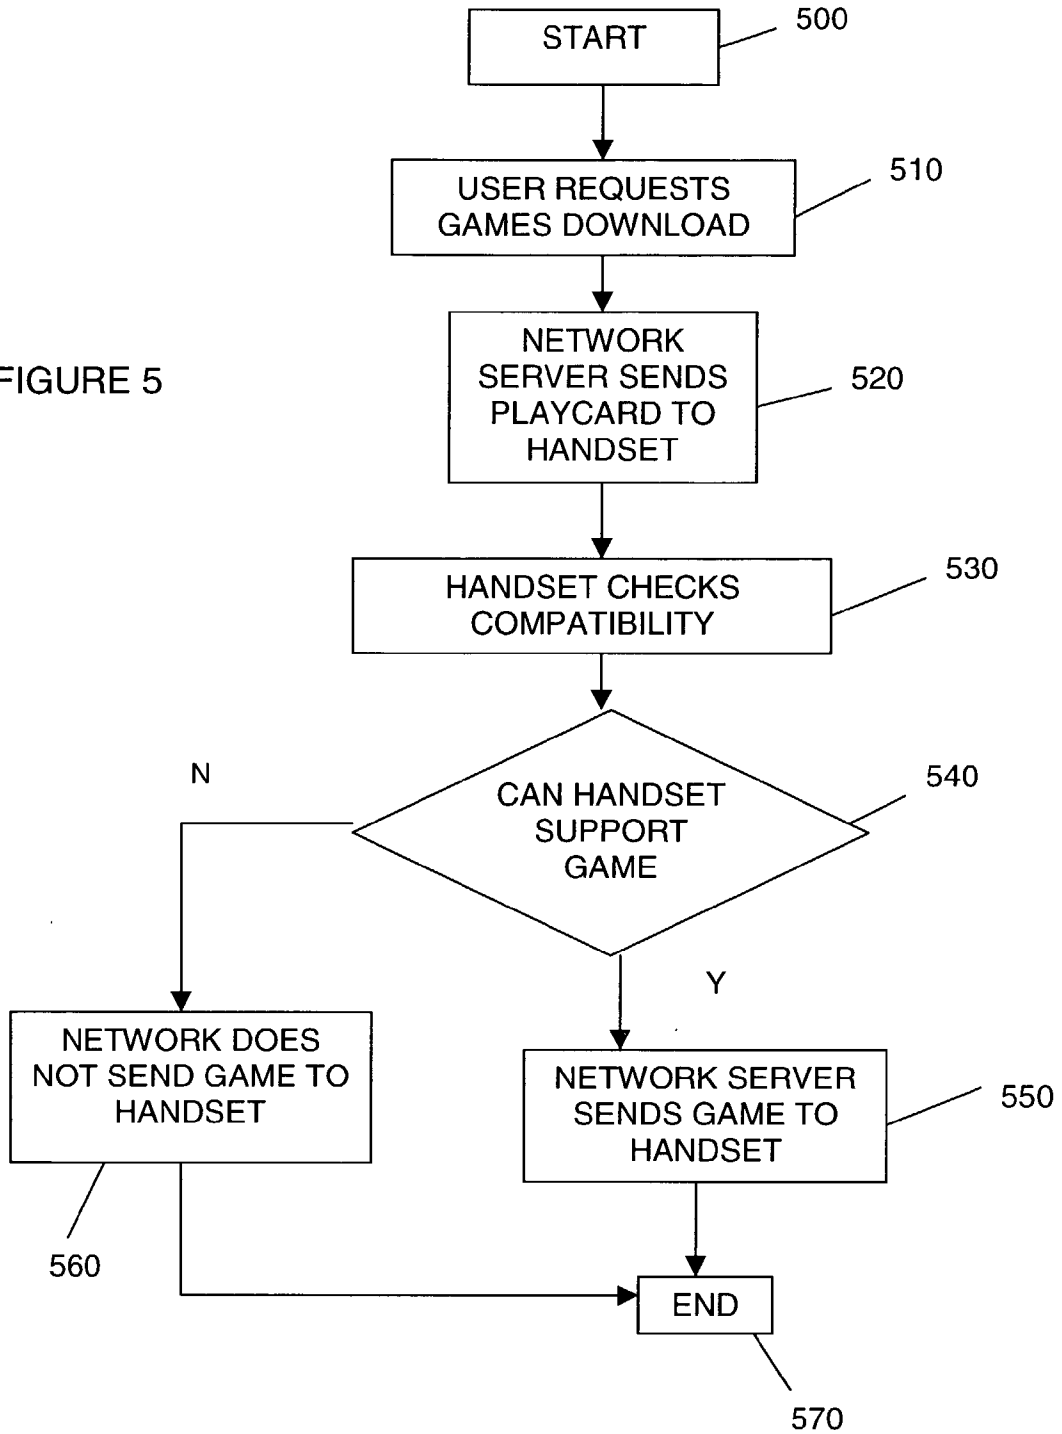 START
500
USER REQUESTS
GAMES DOWNLOAD
510
NETWORK
SERVER SENDS
PLAYCARD TO
HANDSET
520
FIGURE 5
HANDSET CHECKS
COMPATIBILITY
530
N
CAN HANDSET
SUPPORT
GAME
540
Y
NETWORK DOES
NOT SEND GAME TO
HANDSET
NETWORK SERVER
SENDS GAME TO
HANDSET
550
560
END
570